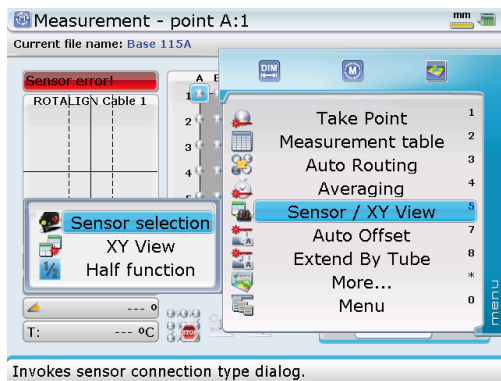 Measurement - point A:1
mm
Current file name: Base 115A
Sensor error!
ROTALIGN Cable 1
A
1
2
3
4
DIM
M
Take Point 1
Measurement table 2
Auto Routing 3
Averaging 4
Sensor / XY View 5
Auto Offset 7
Extend By Tube 8
More... *
Menu 0
menu
Sensor selection
XY View
1/2 Half function
--- º
T: --- ºC
STOP
Invokes sensor connection type dialog.